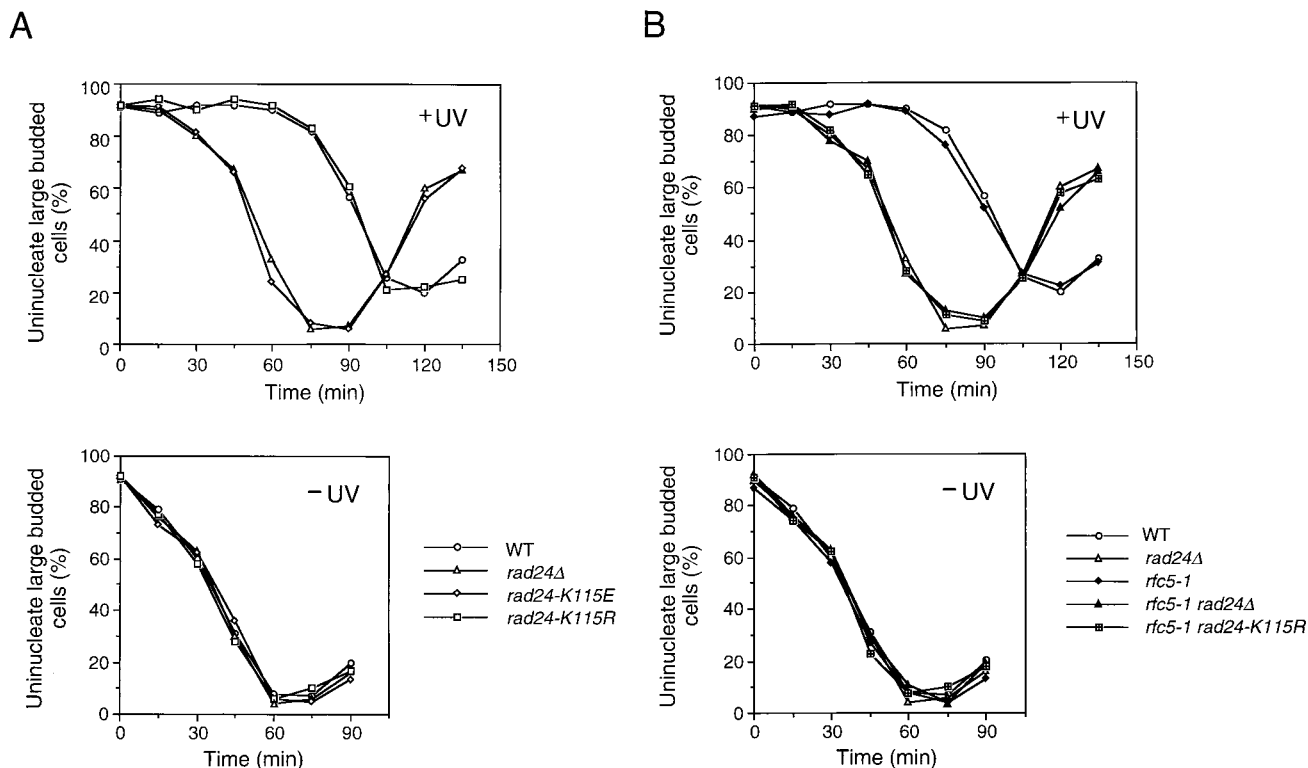 A
B
Uninucleate large budded
cells (%)
100
80
60
40
20
0
+UV
0
30
60
90
120
150
Time (min)
Uninucleate large budded
cells (%)
100
80
60
40
20
0
+UV
0
30
60
90
120
150
Time (min)
Uninucleate large budded
cells (%)
100
80
60
40
20
0
−UV
0
30
60
90
Time (min)
WT
rad24Δ
rad24-K115E
rad24-K115R
Uninucleate large budded
cells (%)
100
80
60
40
20
0
−UV
0
30
60
90
Time (min)
WT
rad24Δ
rfc5-1
rfc5-1 rad24Δ
rfc5-1 rad24-K115R